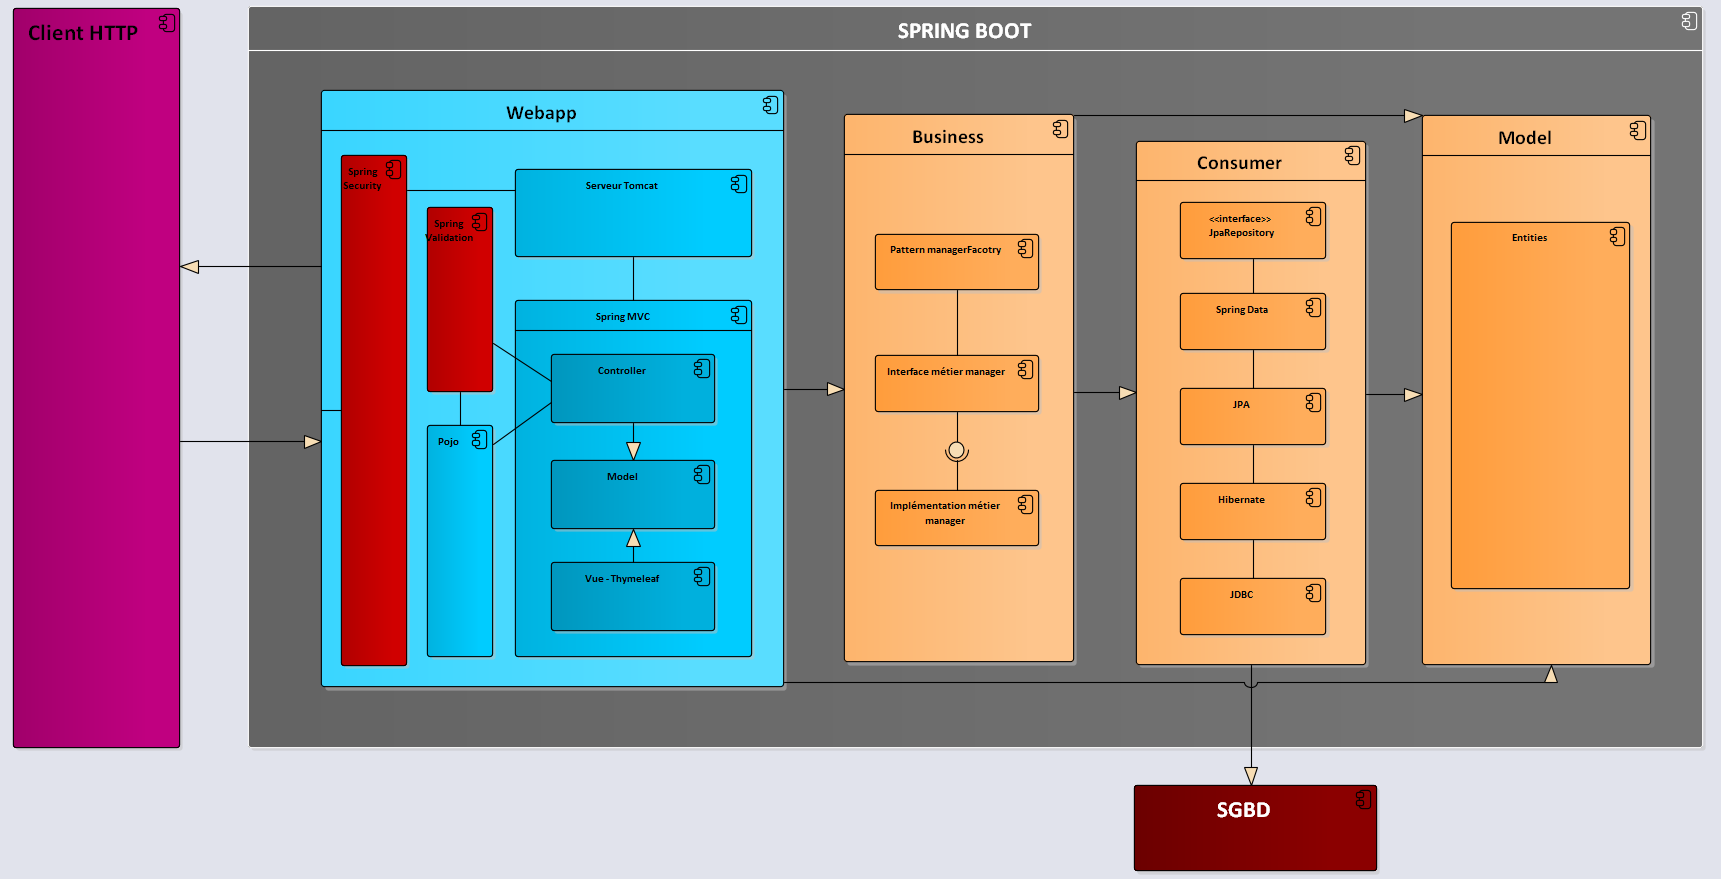 Client HTTP
SPRING BOOT
Webapp
Spring
Security
Spring
Validation
Pojo
Serveur Tomcat
Spring MVC
Controller
Model
Vue - Thymeleaf
Business
Pattern managerFacotry
Interface métier manager
Implémentation métier
manager
Consumer
<<interface>>
JpaRepository
Spring Data
JPA
Hibernate
JDBC
Model
Entities
SGBD